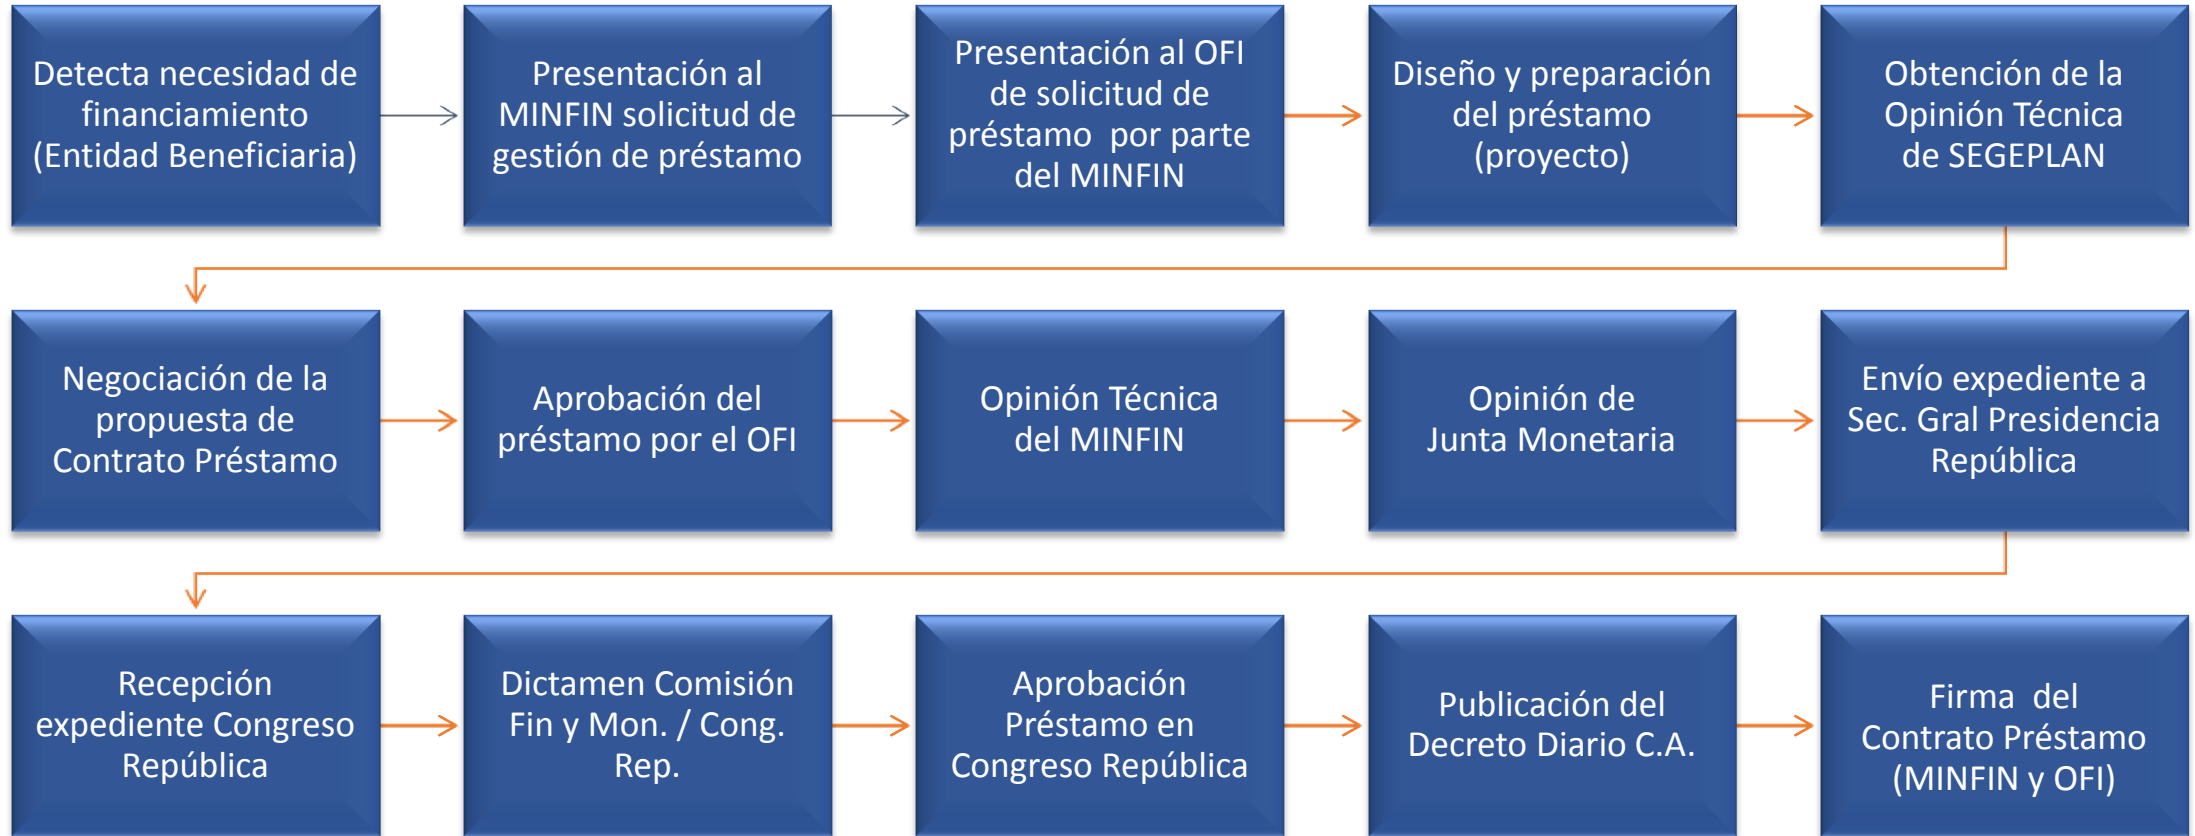 Detecta necesidad de
financiamiento
(Entidad Beneficiaria)
Presentación al
MINFIN solicitud de
gestión de préstamo
Presentación al OFI
de solicitud de
préstamo por parte
del MINFIN
Diseño y preparación
del préstamo
(proyecto)
Obtención de la
Opinión Técnica
de SEGEPLAN
Negociación de la
propuesta de
Contrato Préstamo
Aprobación del
préstamo por el OFI
Opinión Técnica
del MINFIN
Opinión de
Junta Monetaria
Envío expediente a
Sec. Gral Presidencia
República
Recepción
expediente Congreso
República
Dictamen Comisión
Fin y Mon. / Cong.
Rep.
Aprobación
Préstamo en
Congreso República
Publicación del
Decreto Diario C.A.
Firma del
Contrato Préstamo
(MINFIN y OFI)